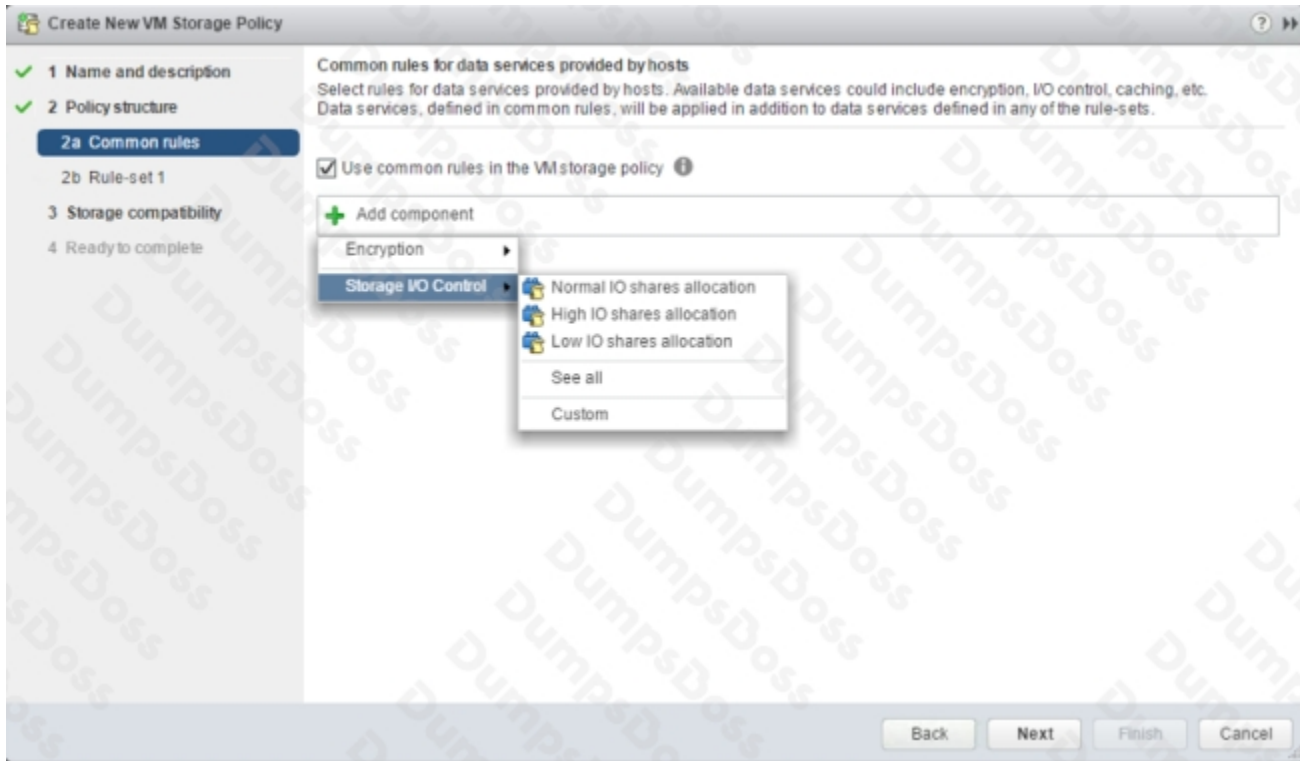 Create New VM Storage Policy
1 Name and description
2 Policy structure
2a Common rules
2b Rule-set 1
3 Storage compatibility
4 Ready to complete
Common rules for data services provided by hosts
Select rules for data services provided by hosts. Available data services could include encryption, I/O control, caching, etc.
Data services, defined in common rules, will be applied in addition to data services defined in any of the rule-sets.
Use common rules in the VM storage policy
Add component
Encryption
Storage I/O Control
Normal IO shares allocation
High IO shares allocation
Low IO shares allocation
See all
Custom
Back
Next
Finish
Cancel
DumpsDoss